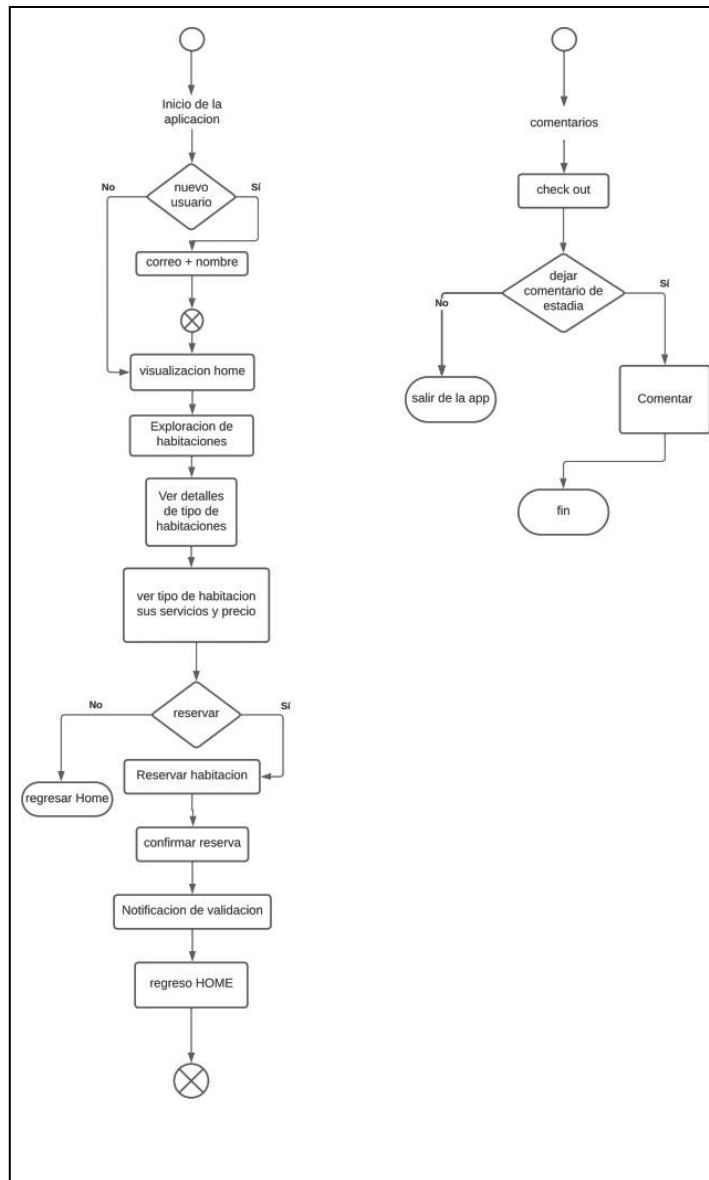 Inicio de la
aplicacion
No
nuevo
usuario
Sí
correo + nombre
visualizacion home
Exploracion de
habitaciones
Ver detalles
de tipo de
habitaciones
ver tipo de habitacion
sus servicios y precio
No
reservar
Sí
regresar Home
Reservar habitacion
confirmar reserva
Notificacion de validacion
regreso HOME
comentarios
check out
dejar
comentario de
estadia
No
Sí
salir de la app
Comentar
fin